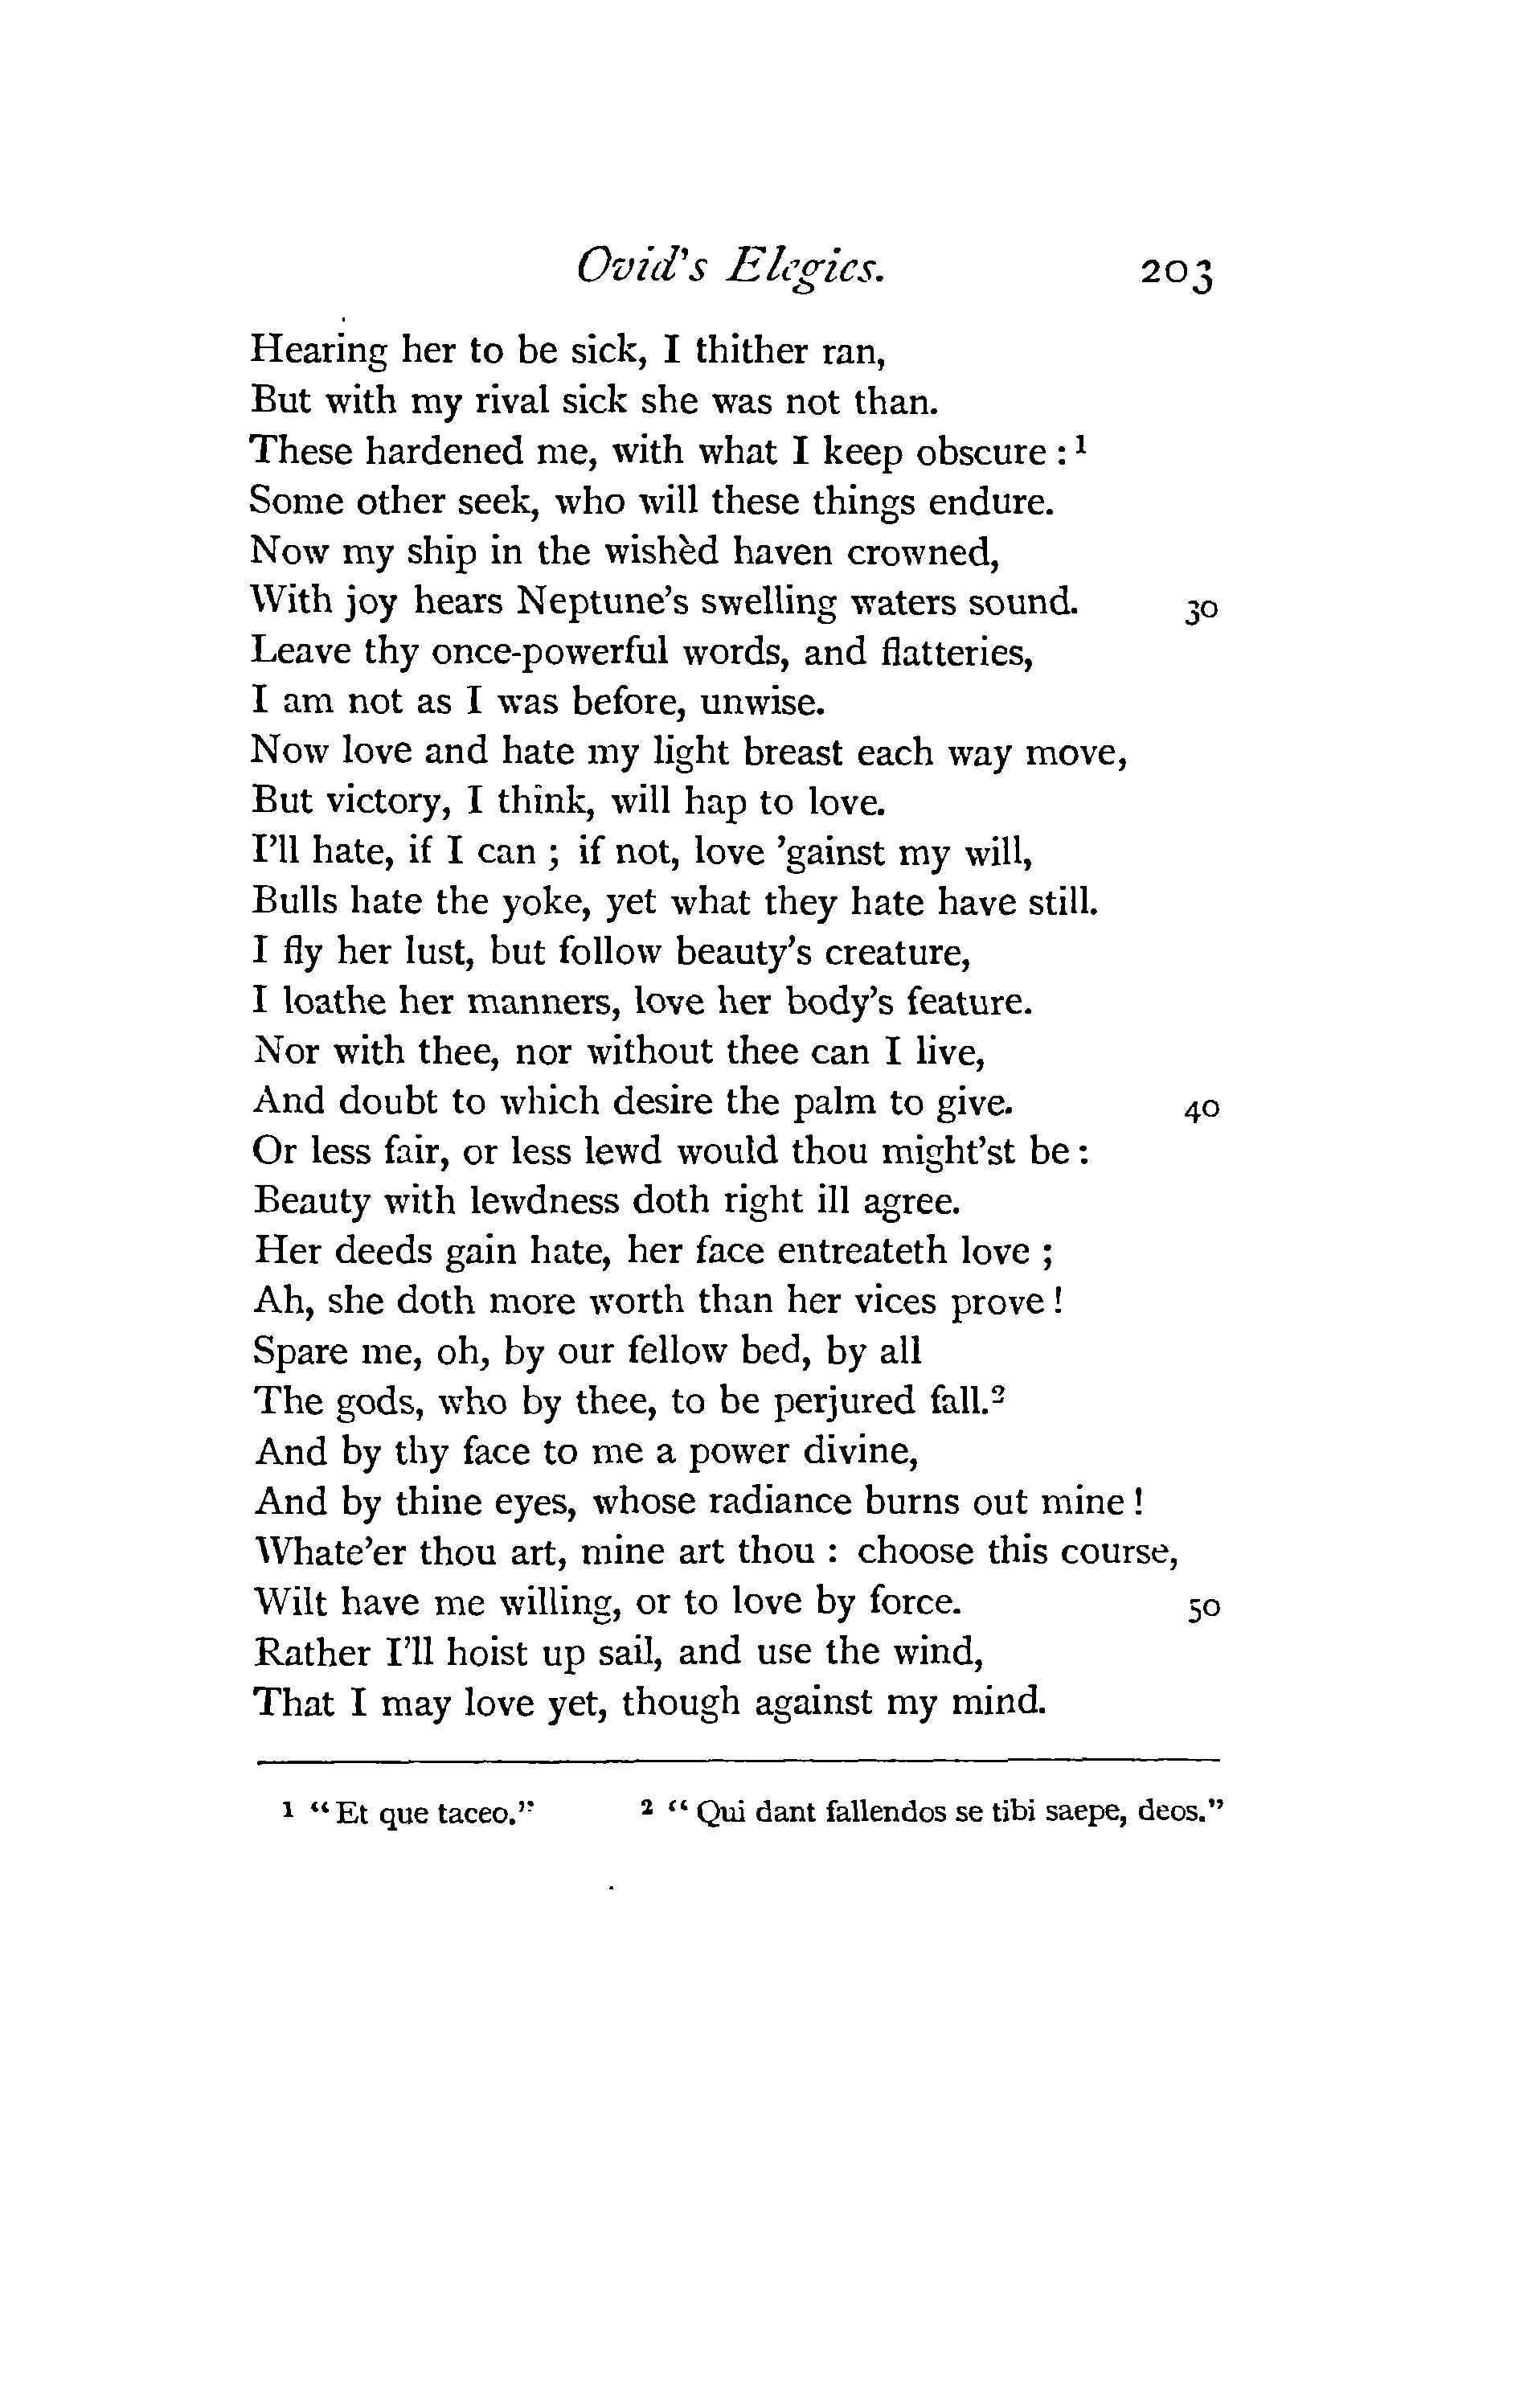 Ovid's Elegies. 203
Hearing her to be sick, I thither ran,
But with my rival sick she was not than.
These hardened me, with what I keep obscure :¹
Some other seek, who will these things endure.
Now my ship in the wishèd haven crowned,
With joy hears Neptune's swelling waters sound. 30
Leave thy once-powerful words, and flatteries,
I am not as I was before, unwise.
Now love and hate my light breast each way move,
But victory, I think, will hap to love.
I'll hate, if I can ; if not, love 'gainst my will,
Bulls hate the yoke, yet what they hate have still.
I fly her lust, but follow beauty's creature,
I loathe her manners, love her body's feature.
Nor with thee, nor without thee can I live,
And doubt to which desire the palm to give. 40
Or less fair, or less lewd would thou might'st be :
Beauty with lewdness doth right ill agree.
Her deeds gain hate, her face entreateth love ;
Ah, she doth more worth than her vices prove !
Spare me, oh, by our fellow bed, by all
The gods, who by thee, to be perjured fall.²
And by thy face to me a power divine,
And by thine eyes, whose radiance burns out mine !
Whate'er thou art, mine art thou : choose this course,
Wilt have me willing, or to love by force. 50
Rather I'll hoist up sail, and use the wind,
That I may love yet, though against my mind.
¹ "Et que taceo." ² "Qui dant fallendos se tibi saepe, deos."